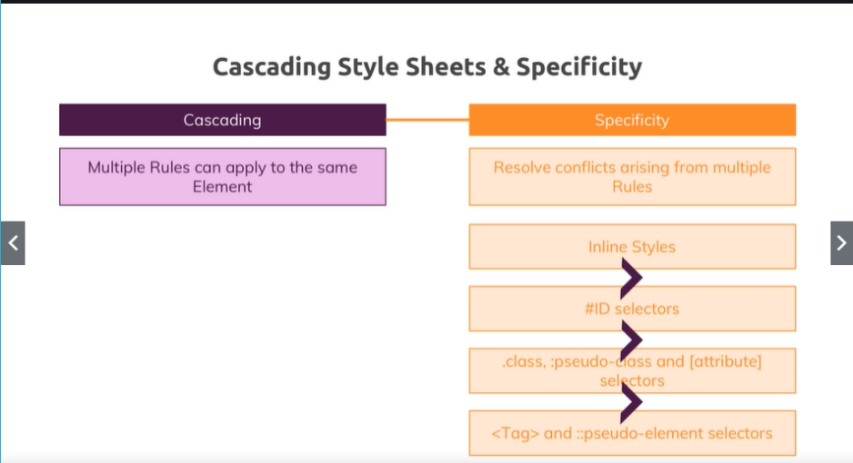 Cascading Style Sheets & Specificity
Cascading
Specificity
Multiple Rules can apply to the same
Element
Resolve conflicts arising from multiple
Rules
Inline Styles
#ID selectors
.class, :pseudo-class and [attribute]
selectors
<Tag> and ::pseudo-element selectors